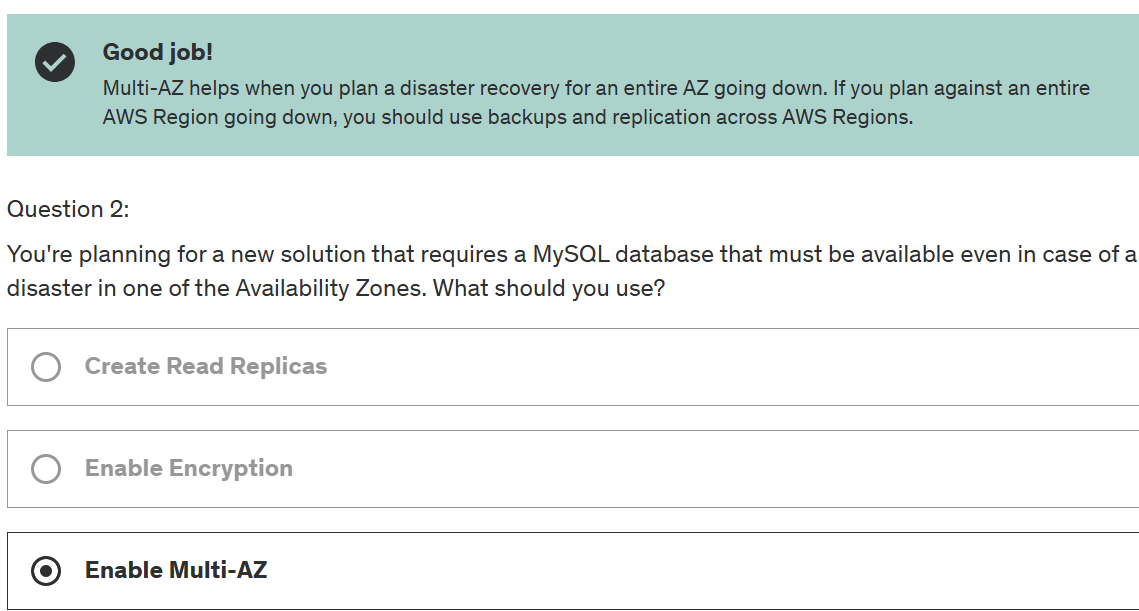 Good job!
Multi-AZ helps when you plan a disaster recovery for an entire AZ going down. If you plan against an entire
AWS Region going down, you should use backups and replication across AWS Regions.
Question 2:
You're planning for a new solution that requires a MySQL database that must be available even in case of a
disaster in one of the Availability Zones. What should you use?
Create Read Replicas
Enable Encryption
Enable Multi-AZ